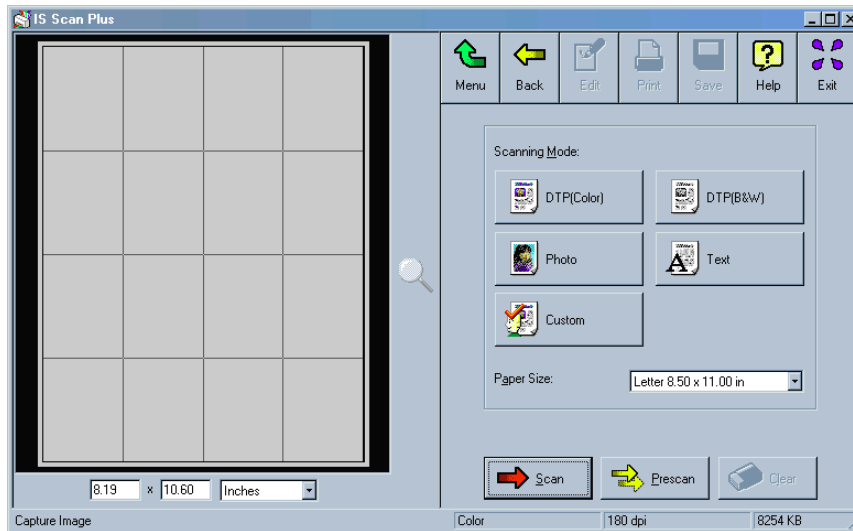 IS Scan Plus
Menu Back Edit Print Save Help Exit
Scanning Mode:
DTP(Color) DTP(B&W)
Photo Text
Custom
Paper Size: Letter 8.50 x 11.00 in
Scan Prescan Clear
8.19 x 10.60 Inches
Capture Image Color 180 dpi 8254 KB